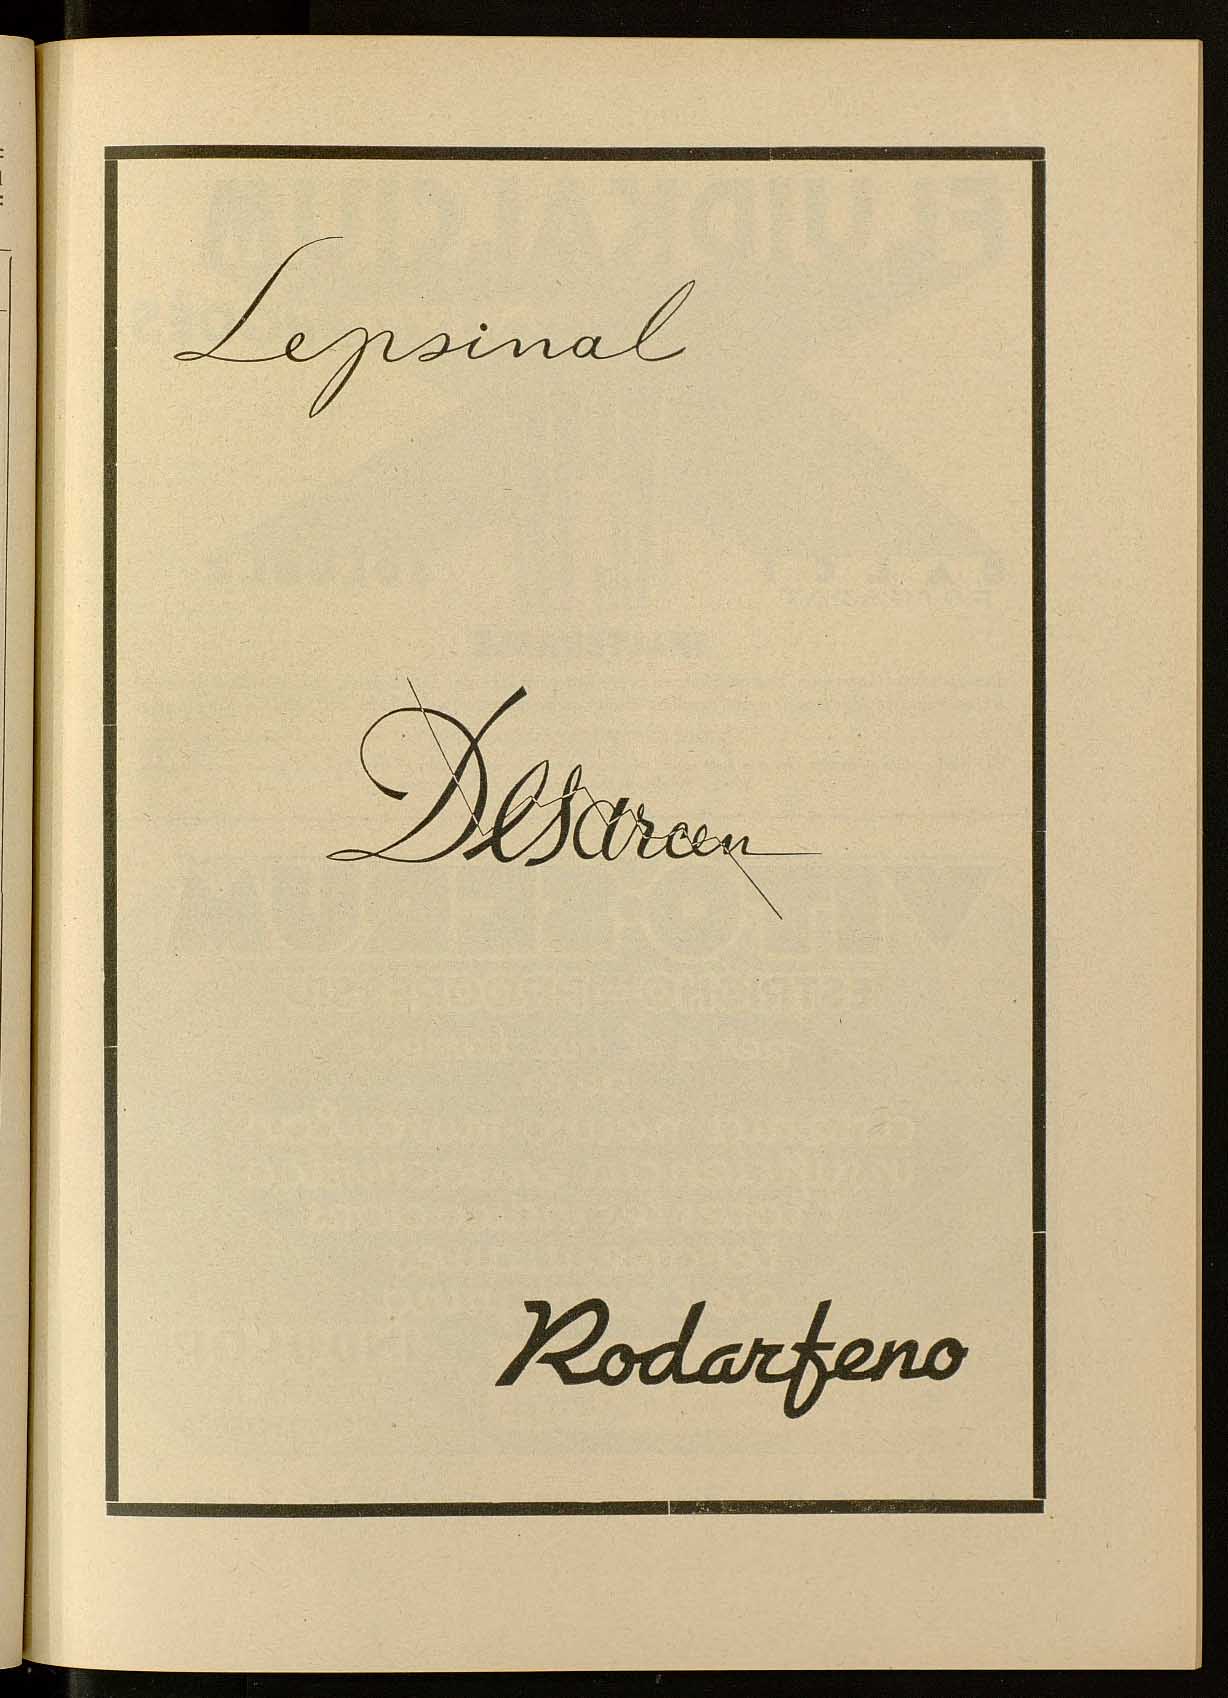 Lepsinal
Desarcen
Rodarfeno